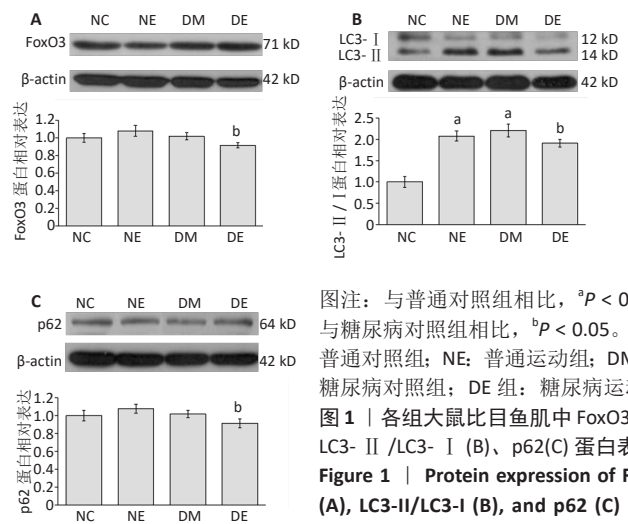 A
NC NE DM DE
FoxO3 71 kD
β-actin 42 kD
FoxO3 蛋白相对表达
1.2
1.0
0.8
0.6
0.4
0.2
0
b
NC NE DM DE
B
NC NE DM DE
LC3- Ⅰ 12 kD
LC3- Ⅱ 14 kD
β-actin 42 kD
LC3- Ⅱ / Ⅰ 蛋白相对表达
2.5
2.0
1.5
1.0
0.5
0
a a b
NC NE DM DE
C
NC NE DM DE
p62 64 kD
β-actin 42 kD
p62 蛋白相对表达
1.2
1.0
0.8
0.6
0.4
0.2
0
b
NC NE DM DE
图注：与普通对照组相比，ᵃP < 0
与糖尿病对照组相比，ᵇP < 0.05。
普通对照组；NE：普通运动组；DM
糖尿病对照组；DE 组：糖尿病运
图 1 ｜各组大鼠比目鱼肌中 FoxO3
LC3- Ⅱ /LC3- Ⅰ (B)、p62(C) 蛋白表
Figure 1 ｜ Protein expression of F
(A), LC3-II/LC3-I (B), and p62 (C)